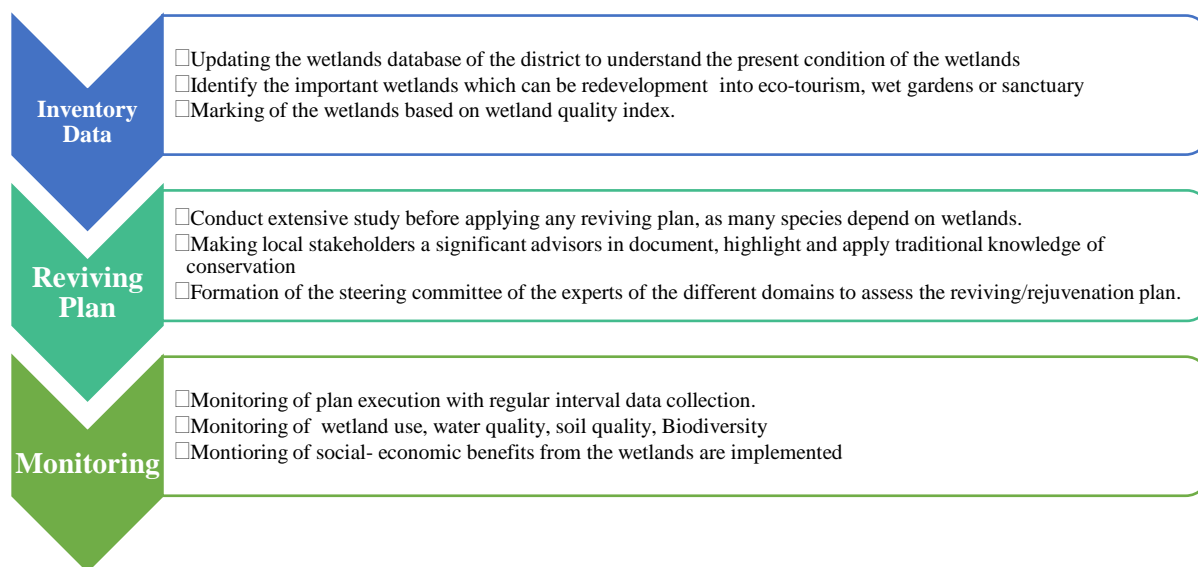 Inventory
Data
□Updating the wetlands database of the district to understand the present condition of the wetlands
□Identify the important wetlands which can be redevelopment into eco-tourism, wet gardens or sanctuary
□Marking of the wetlands based on wetland quality index.
Reviving
Plan
□Conduct extensive study before applying any reviving plan, as many species depend on wetlands.
□Making local stakeholders a significant advisors in document, highlight and apply traditional knowledge of
conservation
□Formation of the steering committee of the experts of the different domains to assess the reviving/rejuvenation plan.
Monitoring
□Monitoring of plan execution with regular interval data collection.
□Monitoring of wetland use, water quality, soil quality, Biodiversity
□Montioring of social- economic benefits from the wetlands are implemented